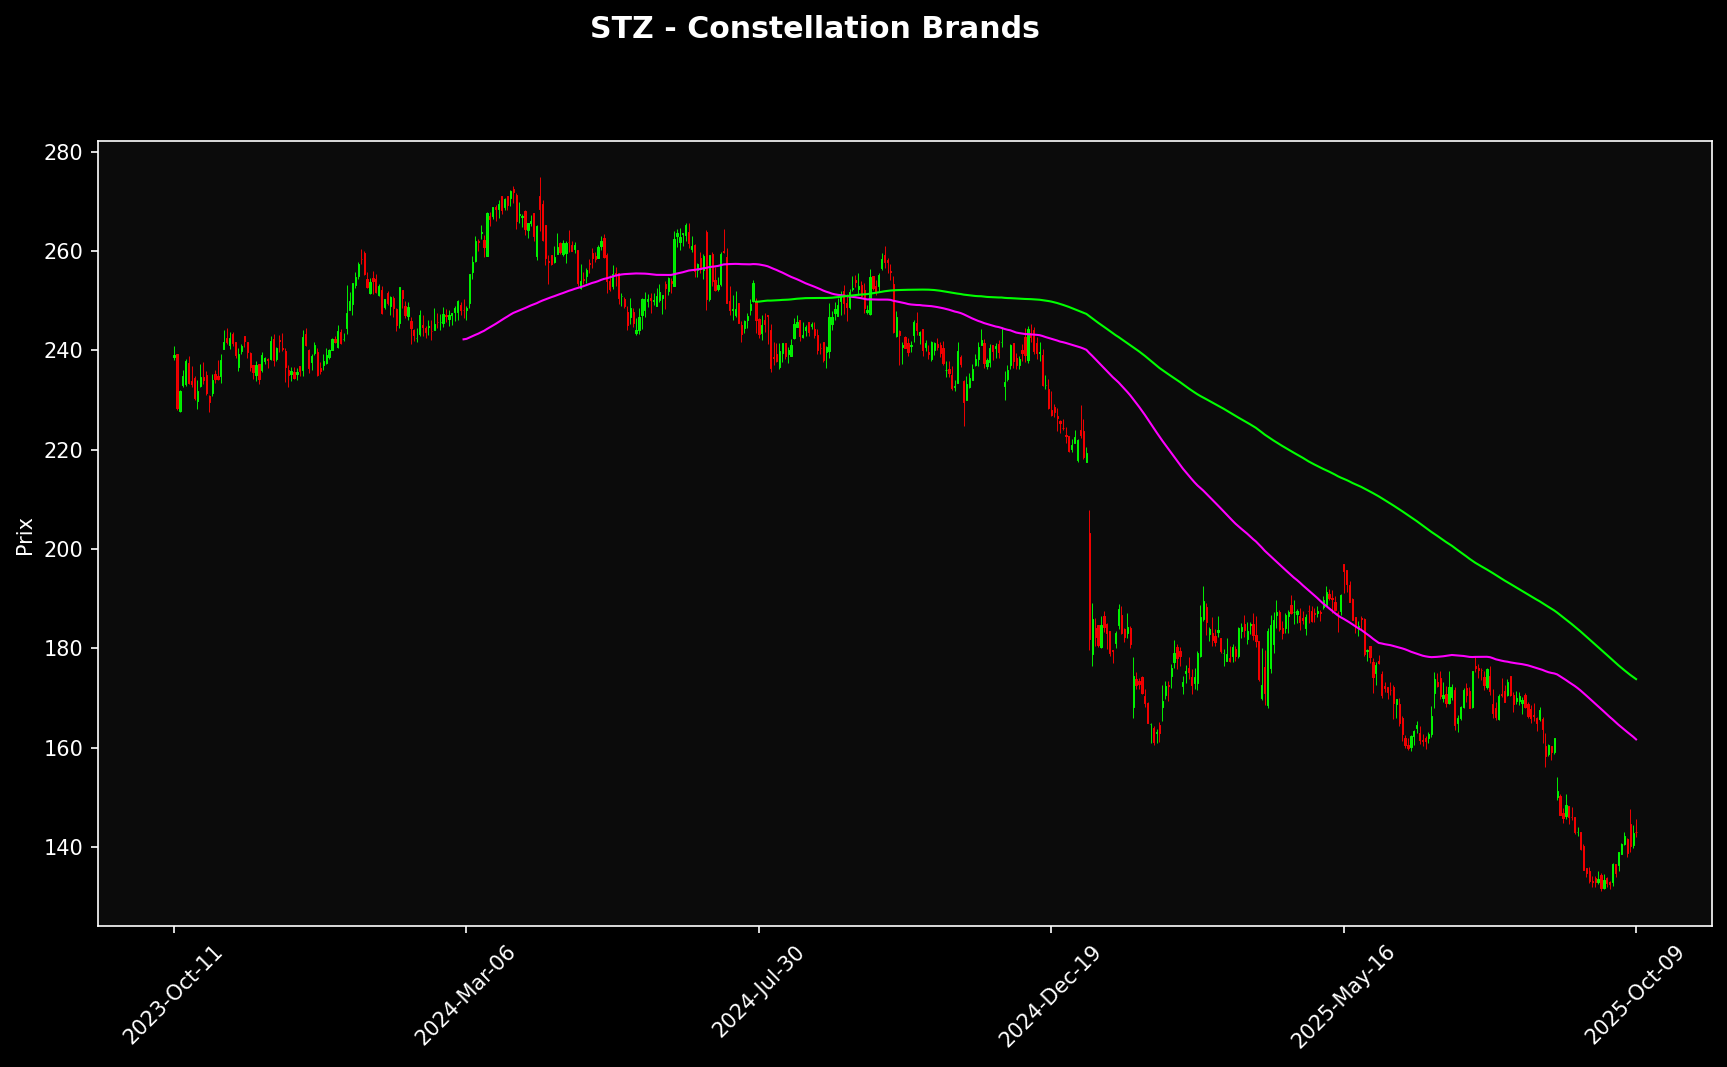 STZ - Constellation Brands
Prix
280
260
240
220
200
180
160
140
2023-Oct-11
2024-Mar-06
2024-Jul-30
2024-Dec-19
2025-May-16
2025-Oct-09